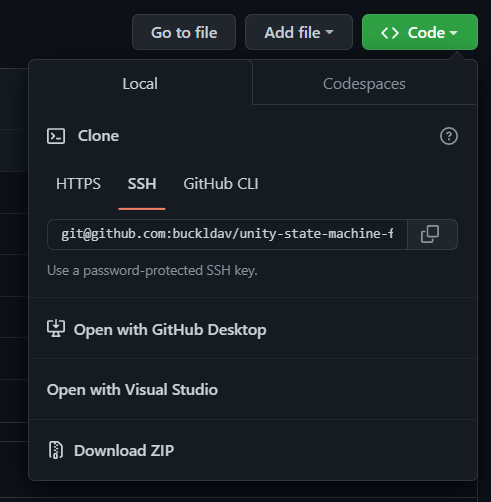 Go to file Add file <> Code
Local Codespaces
Clone
HTTPS SSH GitHub CLI
git@github.com:buckldav/unity-state-machine-f
Use a password-protected SSH key.
Open with GitHub Desktop
Open with Visual Studio
Download ZIP